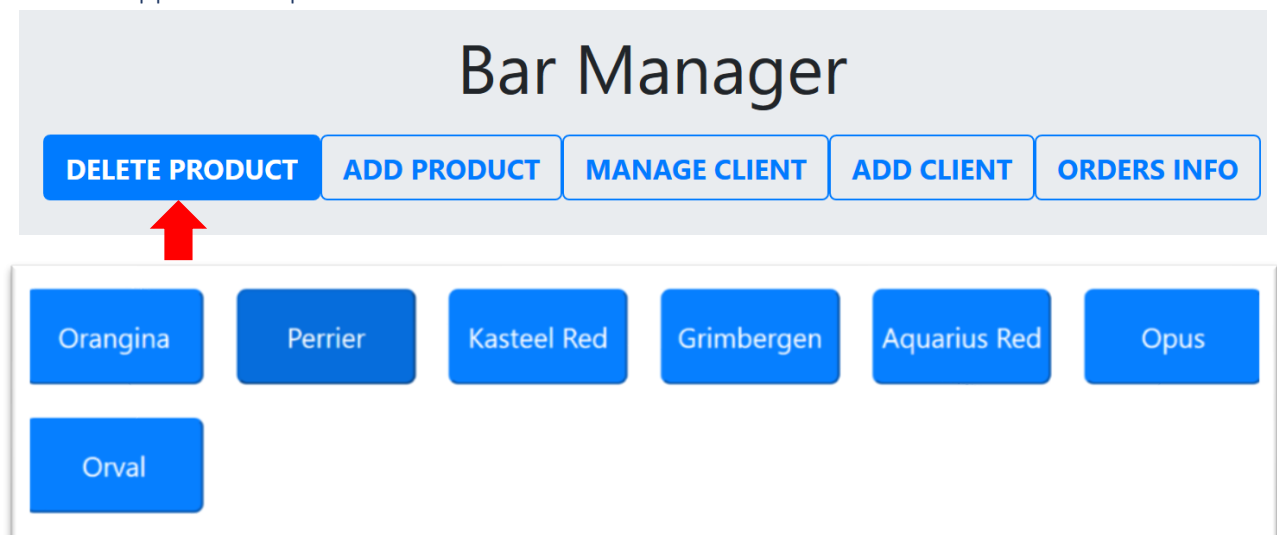 Bar Manager
DELETE PRODUCT ADD PRODUCT MANAGE CLIENT ADD CLIENT ORDERS INFO
Orangina Perrier Kasteel Red Grimbergen Aquarius Red Opus
Orval